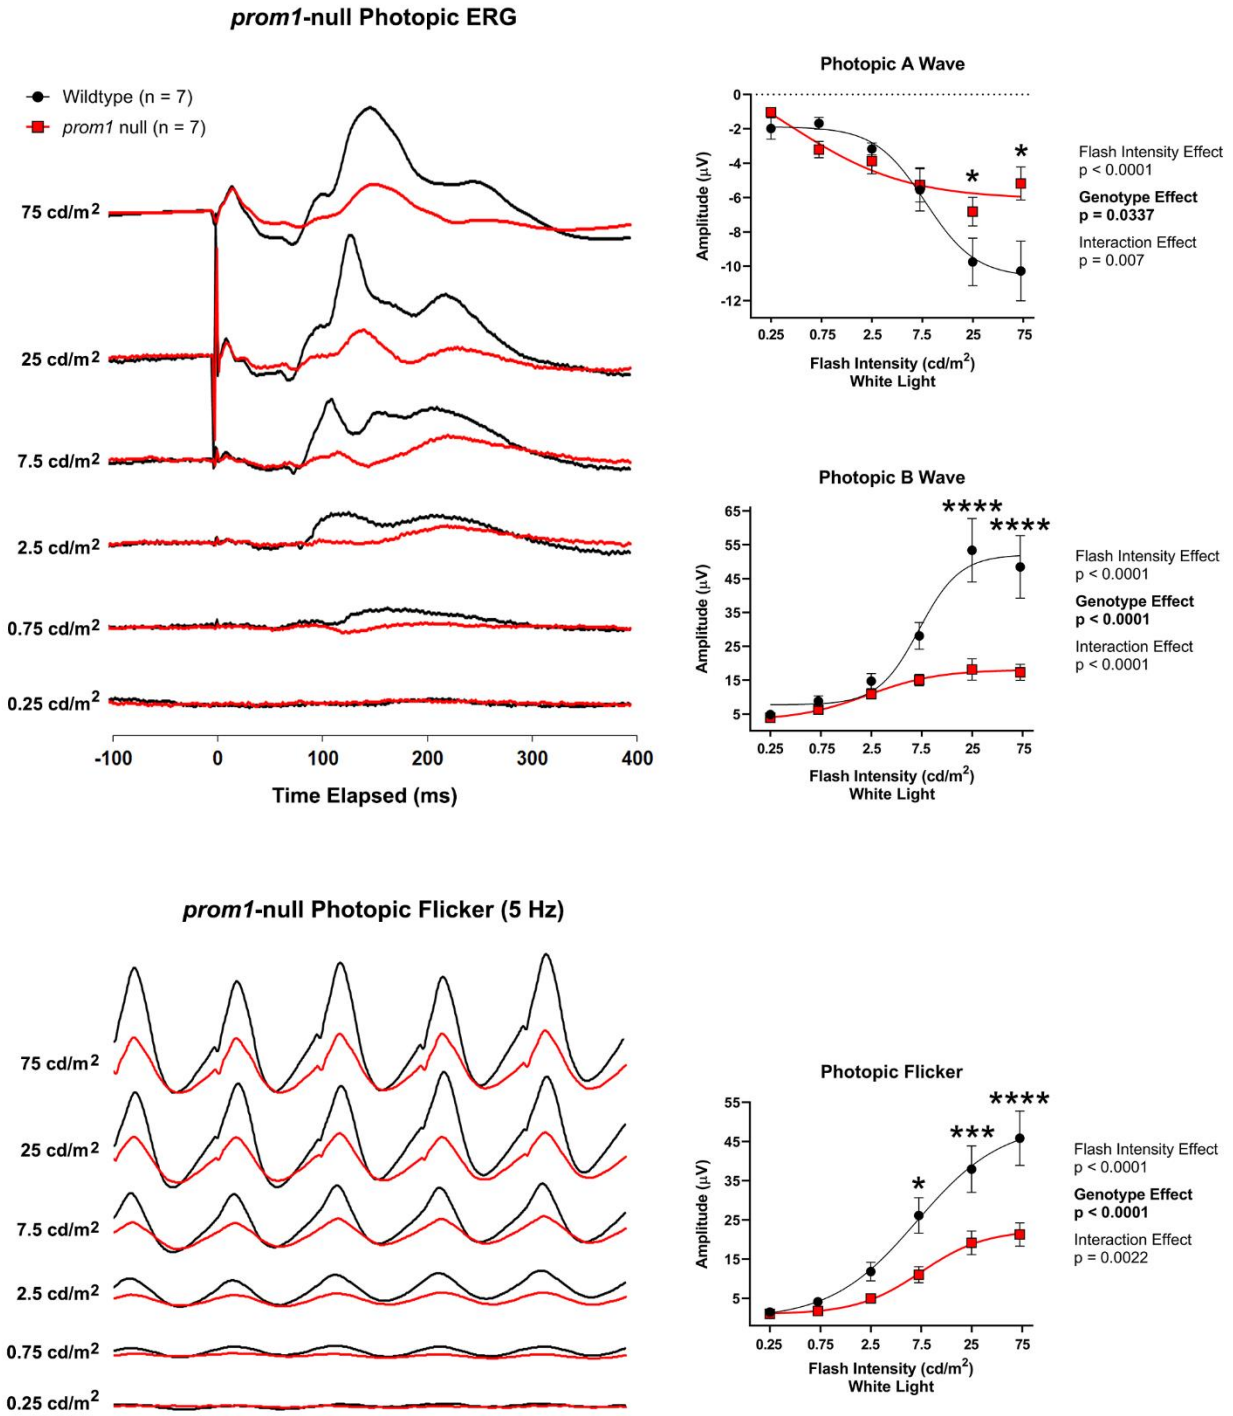 prom1-null Photopic ERG
Wildtype (n = 7)
prom1 null (n = 7)
75 cd/m2
25 cd/m2
7.5 cd/m2
2.5 cd/m2
0.75 cd/m2
0.25 cd/m2
-100 0 100 200 300 400
Time Elapsed (ms)
Photopic A Wave
0
-2
-4
-6
-8
-10
-12
Amplitude (μV)
*
*
0.25 0.75 2.5 7.5 25 75
Flash Intensity (cd/m2)
White Light
Flash Intensity Effect
p < 0.0001
Genotype Effect
p = 0.0337
Interaction Effect
p = 0.007
Photopic B Wave
65
55
45
35
25
15
5
Amplitude (μV)
****
****
0.25 0.75 2.5 7.5 25 75
Flash Intensity (cd/m2)
White Light
Flash Intensity Effect
p < 0.0001
Genotype Effect
p < 0.0001
Interaction Effect
p < 0.0001
prom1-null Photopic Flicker (5 Hz)
75 cd/m2
25 cd/m2
7.5 cd/m2
2.5 cd/m2
0.75 cd/m2
0.25 cd/m2
Photopic Flicker
55
45
35
25
15
5
Amplitude (μV)
*
***
****
0.25 0.75 2.5 7.5 25 75
Flash Intensity (cd/m2)
White Light
Flash Intensity Effect
p < 0.0001
Genotype Effect
p < 0.0001
Interaction Effect
p = 0.0022